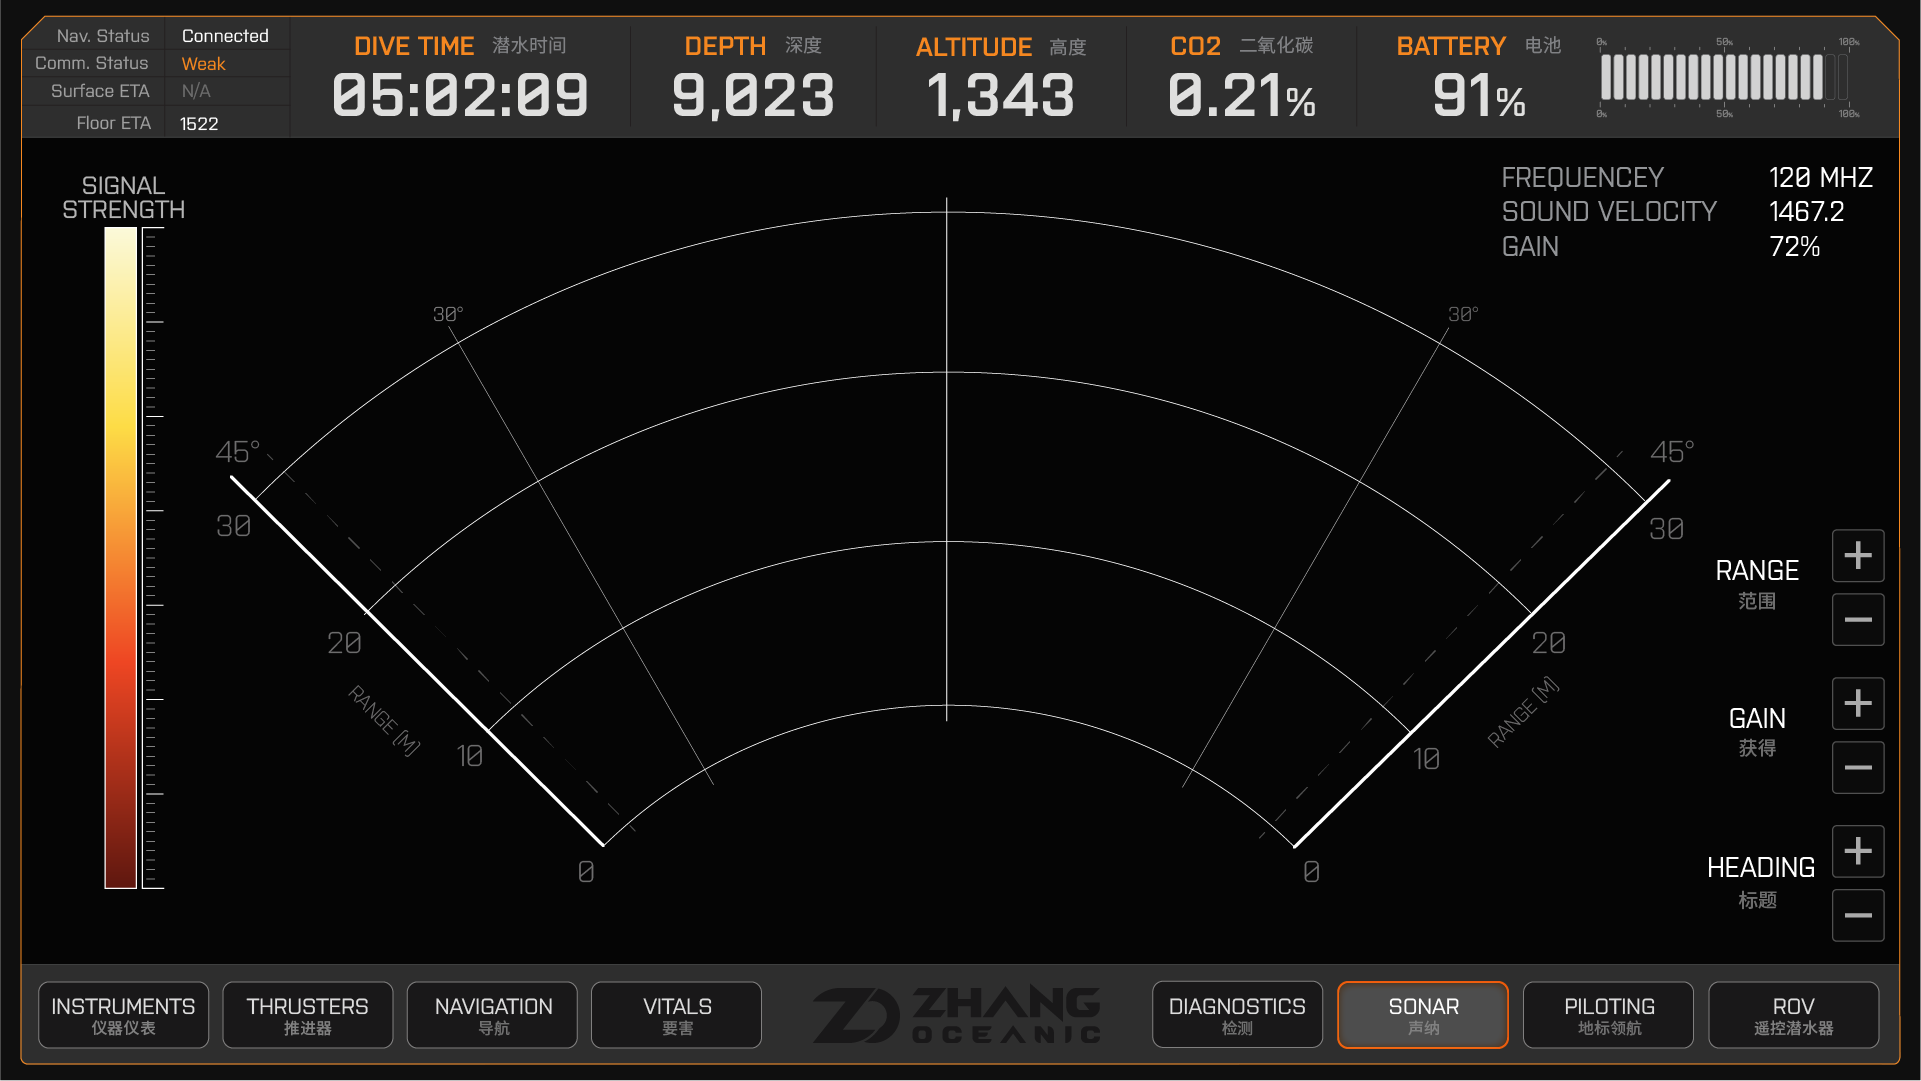 Nav. Status Connected
Comm. Status Weak
Surface ETA N/A
Floor ETA 1522
DIVE TIME 潜水时间
05:02:09
DEPTH 深度
9,023
ALTITUDE 高度
1,343
CO2 二氧化碳
0.21%
BATTERY 电池
91%
0% 50% 100%
0% 50% 100%
SIGNAL
STRENGTH
FREQUENCEY 120 MHZ
SOUND VELOCITY 1467.2
GAIN 72%
30° 30°
45° 45°
30 30
20 20
RANGE (M) RANGE (M)
10 10
0 0
RANGE
范围
+
−
GAIN
获得
+
−
HEADING
标题
+
−
INSTRUMENTS
仪器仪表
THRUSTERS
推进器
NAVIGATION
导航
VITALS
要害
ZHANG
OCEANIC
DIAGNOSTICS
检测
SONAR
声纳
PILOTING
地标领航
ROV
遥控潜水器